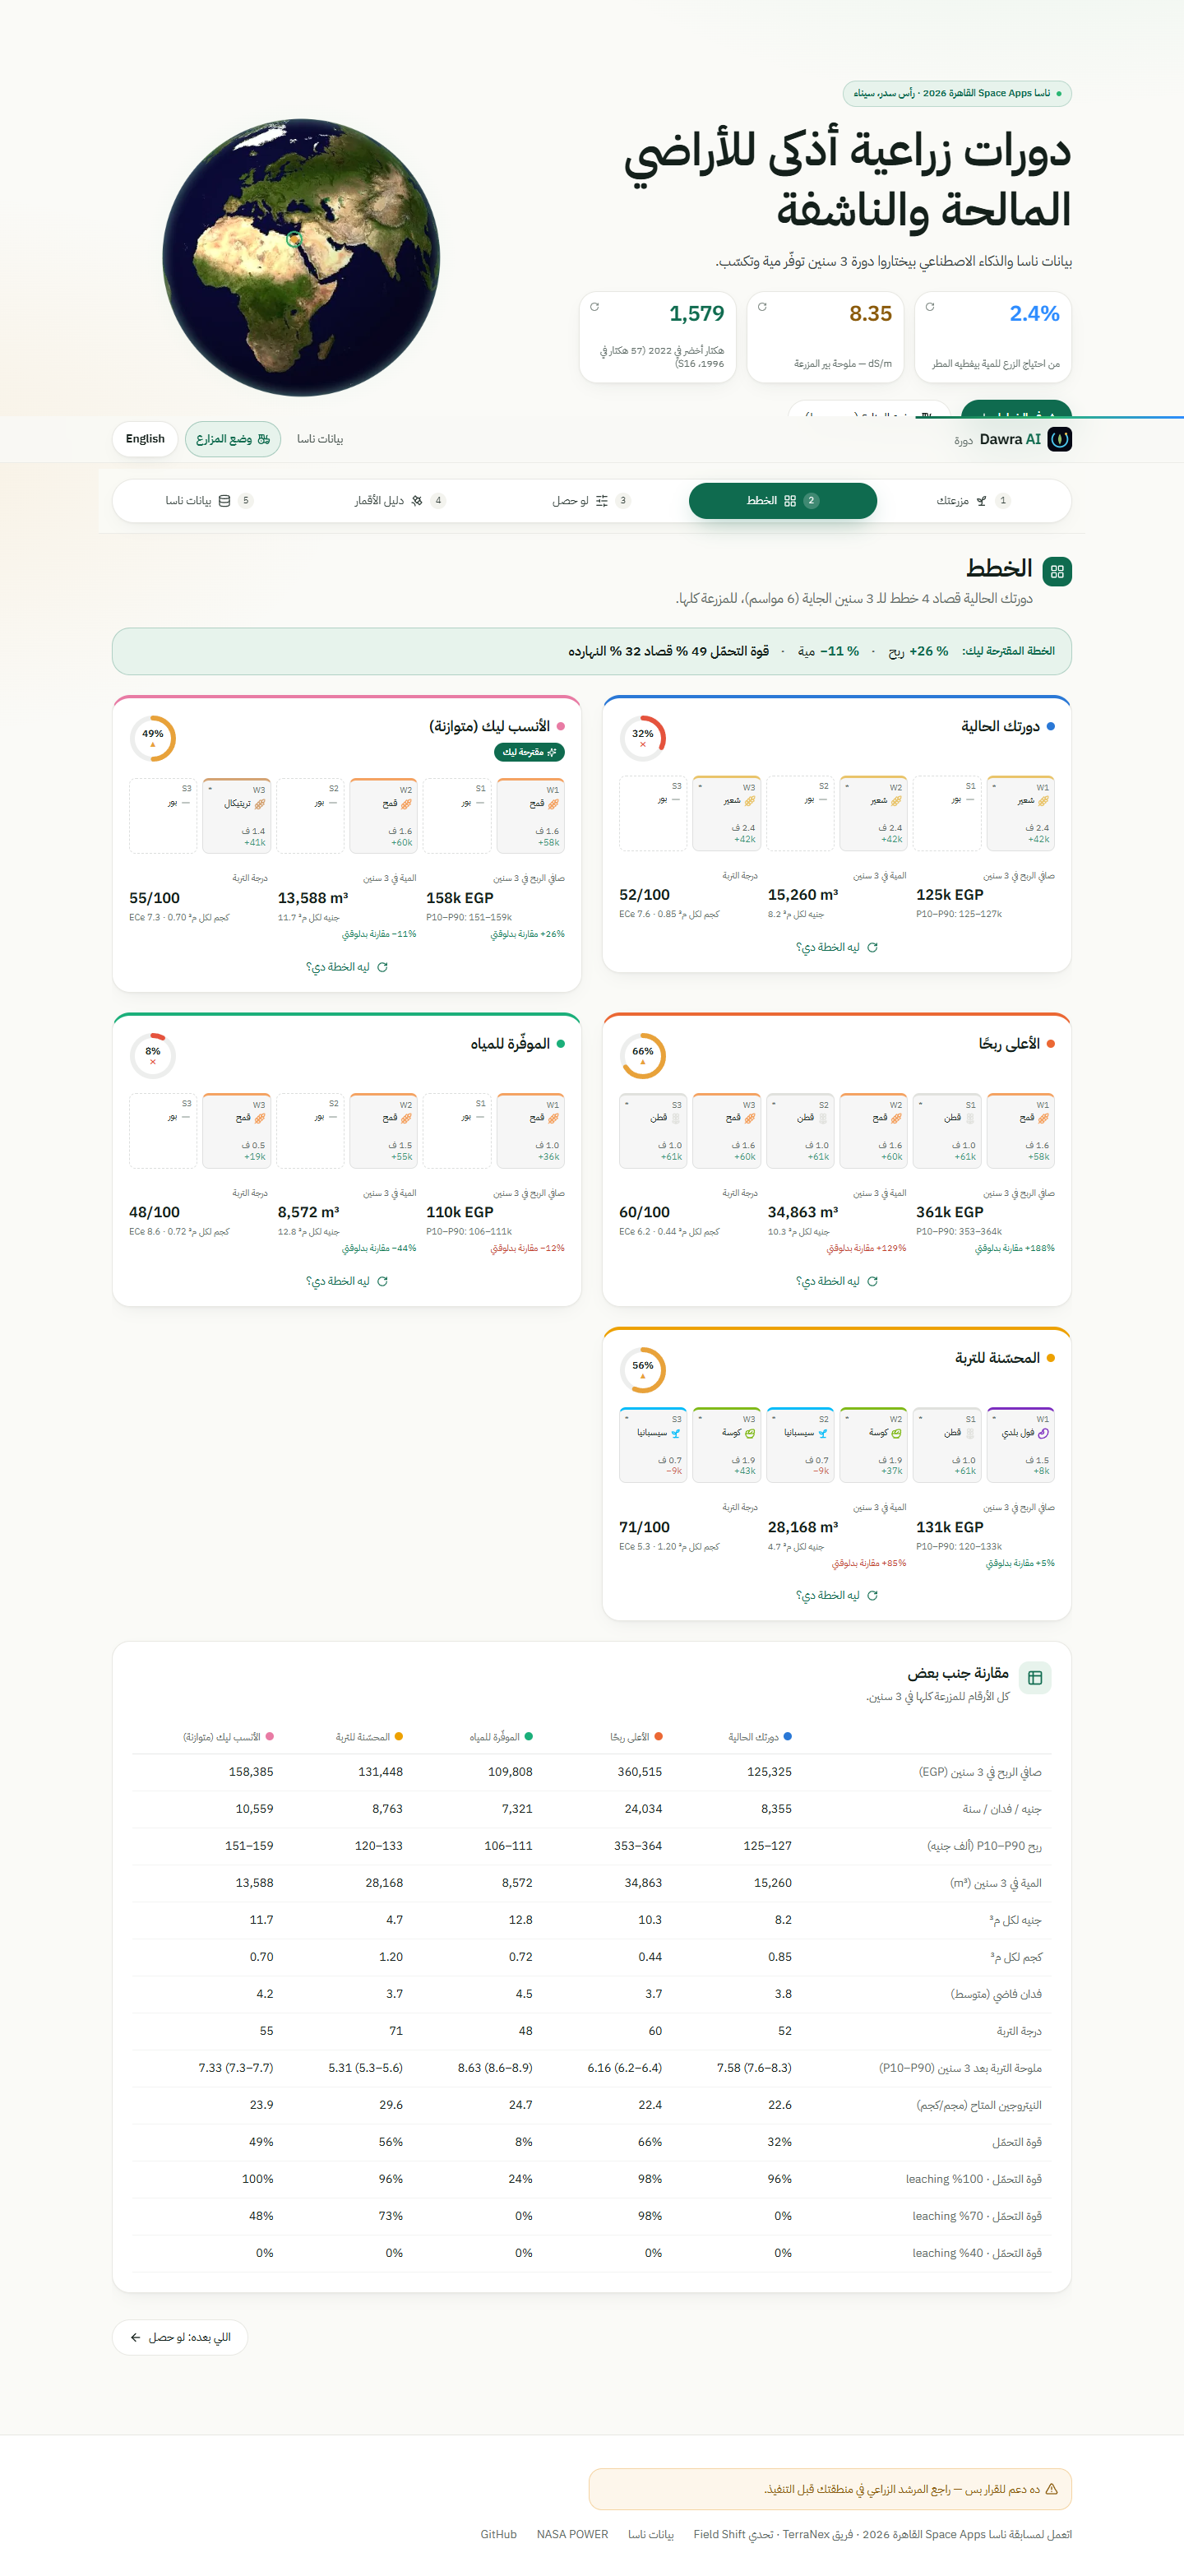 ناسا Space Apps القاهرة 2026 · رأس سدر، سيناء
دورات زراعية أذكى للأراضي
المالحة والناشفة
بيانات ناسا والذكاء الاصطناعي بيختاروا دورة 3 سنين توفّر مية وتكسّب.
2.4%
من احتياج الزرع للمية بيغطيه المطر
8.35
dS/m — ملوحة بير المزرعة
1,579
هكتار أخضر في 2022 (57 هكتار في
1996، S16)
Dawra AI دورة
بيانات ناسا
وضع المزارع
English
1 مزرعتك
2 الخطط
3 لو حصل
4 دليل الأقمار
5 بيانات ناسا
الخطط
دورتك الحالية قصاد 4 خطط للـ 3 سنين الجاية (6 مواسم)، للمزرعة كلها.
الخطة المقترحة ليك: +26 % ربح · −11 % مية · قوة التحمّل 49 % قصاد 32 % النهارده
دورتك الحالية
32%
W1 شعير 2.4 ف +42k
S1 — بور
W2 شعير 2.4 ف +42k
S2 — بور
W3 شعير 2.4 ف +42k
S3 — بور
صافي الربح في 3 سنين
125k EGP
P10–P90: 125–127k
المية في 3 سنين
15,260 m³
8.2 جنيه لكل م³
درجة التربة
52/100
ECe 7.6 · 0.85 كجم لكل م³
ليه الخطة دي؟
الأنسب ليك (متوازنة)
مقترحة ليك
49%
W1 قمح 1.6 ف +58k
S1 — بور
W2 قمح 1.6 ف +60k
S2 — بور
W3 تريتيكال 1.4 ف +41k
S3 — بور
صافي الربح في 3 سنين
158k EGP
P10–P90: 151–159k
+26% مقارنة بدلوقتي
المية في 3 سنين
13,588 m³
11.7 جنيه لكل م³
−11% مقارنة بدلوقتي
درجة التربة
55/100
ECe 7.3 · 0.70 كجم لكل م³
ليه الخطة دي؟
الأعلى ربحًا
66%
W1 قمح 1.6 ف +58k
S1 قطن 1.0 ف +61k
W2 قمح 1.6 ف +60k
S2 قطن 1.0 ف +61k
W3 قمح 1.6 ف +60k
S3 قطن 1.0 ف +61k
صافي الربح في 3 سنين
361k EGP
P10–P90: 353–364k
+188% مقارنة بدلوقتي
المية في 3 سنين
34,863 m³
10.3 جنيه لكل م³
+129% مقارنة بدلوقتي
درجة التربة
60/100
ECe 6.2 · 0.44 كجم لكل م³
ليه الخطة دي؟
الموفّرة للمياه
8%
W1 قمح 1.0 ف +36k
S1 — بور
W2 قمح 1.5 ف +55k
S2 — بور
W3 قمح 0.5 ف +19k
S3 — بور
صافي الربح في 3 سنين
110k EGP
P10–P90: 106–111k
−12% مقارنة بدلوقتي
المية في 3 سنين
8,572 m³
12.8 جنيه لكل م³
−44% مقارنة بدلوقتي
درجة التربة
48/100
ECe 8.6 · 0.72 كجم لكل م³
ليه الخطة دي؟
المحسّنة للتربة
56%
W1 فول بلدي 1.5 ف +8k
S1 قطن 1.0 ف +61k
W2 كوسة 1.9 ف +37k
S2 سيسبانيا 0.7 ف −9k
W3 كوسة 1.9 ف +43k
S3 سيسبانيا 0.7 ف −9k
صافي الربح في 3 سنين
131k EGP
P10–P90: 120–133k
+5% مقارنة بدلوقتي
المية في 3 سنين
28,168 m³
4.7 جنيه لكل م³
+85% مقارنة بدلوقتي
درجة التربة
71/100
ECe 5.3 · 1.20 كجم لكل م³
ليه الخطة دي؟
مقارنة جنب بعض
كل الأرقام للمزرعة كلها في 3 سنين.
دورتك الحالية الأعلى ربحًا الموفّرة للمياه المحسّنة للتربة الأنسب ليك (متوازنة)
صافي الربح في 3 سنين (EGP) 125,325 360,515 109,808 131,448 158,385
جنيه / فدان / سنة 8,355 24,034 7,321 8,763 10,559
ربح P10–P90 (ألف جنيه) 125–127 353–364 106–111 120–133 151–159
المية في 3 سنين (m³) 15,260 34,863 8,572 28,168 13,588
جنيه لكل م³ 8.2 10.3 12.8 4.7 11.7
كجم لكل م³ 0.85 0.44 0.72 1.20 0.70
فدان فاضي (متوسط) 3.8 3.7 4.5 3.7 4.2
درجة التربة 52 60 48 71 55
ملوحة التربة بعد 3 سنين (P10–P90) 7.58 (7.6–8.3) 6.16 (6.2–6.4) 8.63 (8.6–8.9) 5.31 (5.3–5.6) 7.33 (7.3–7.7)
النيتروجين المتاح (مجم/كجم) 22.6 22.4 24.7 29.6 23.9
قوة التحمّل 32% 66% 8% 56% 49%
قوة التحمّل · 100% leaching 96% 98% 24% 96% 100%
قوة التحمّل · 70% leaching 0% 98% 0% 73% 48%
قوة التحمّل · 40% leaching 0% 0% 0% 0% 0%
اللي بعده: لو حصل
ده دعم للقرار بس — راجع المرشد الزراعي في منطقتك قبل التنفيذ.
اتعمل لمسابقة ناسا Space Apps القاهرة 2026 · فريق TerraNex · تحدي Field Shift بيانات ناسا NASA POWER GitHub